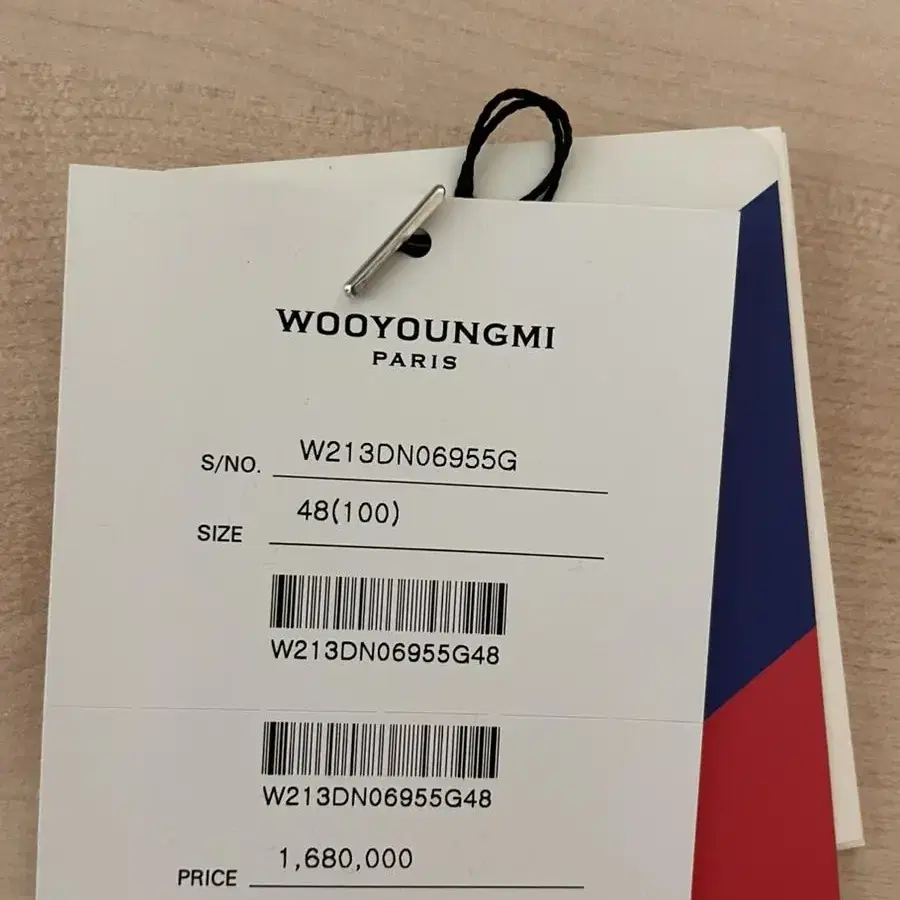 WOOYOUNGMI
PARIS
S/NO. W213DN06955G
SIZE 48(100)
W213DN06955G48
W213DN06955G48
PRICE 1,680,000